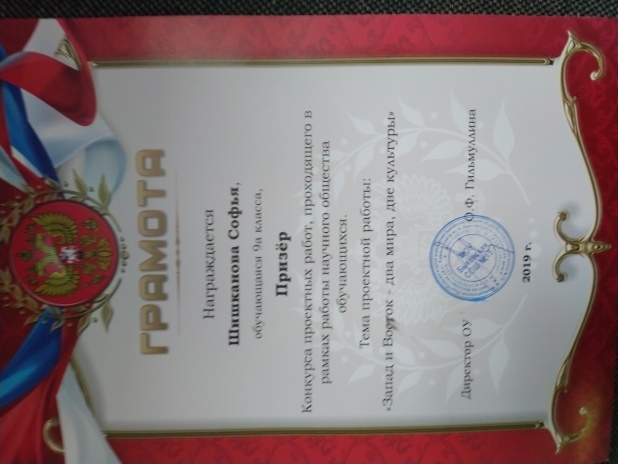 ГРАМОТА
Награждается
Шишканова Софья,
обучающаяся 9а класса,
Призёр
Конкурса проектных работ, проходящего в
рамках работы научного общества
обучающихся.
Тема проектной работы:
«Запад и Восток - два мира, две культуры»
Директор ОУ Ф.Ф. Гильмуллина
2019 г.